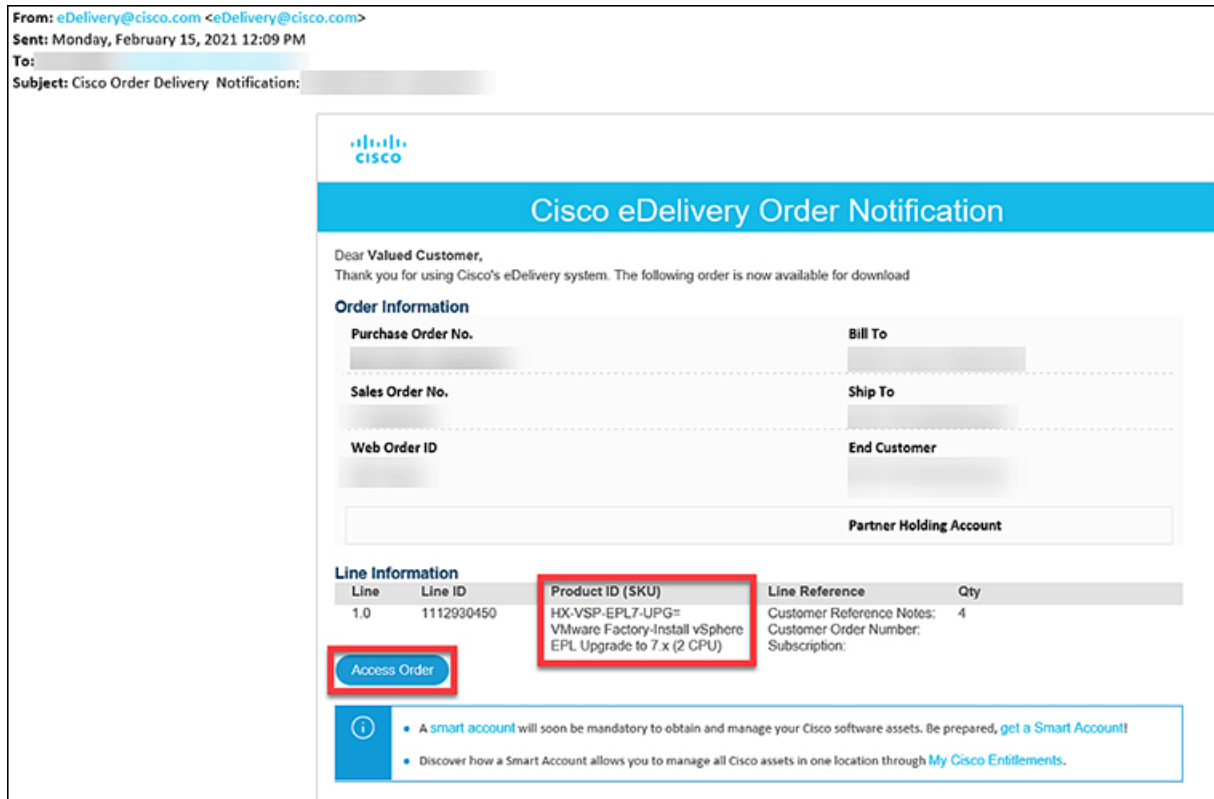 From: eDelivery@cisco.com <eDelivery@cisco.com>
Sent: Monday, February 15, 2021 12:09 PM
To:
Subject: Cisco Order Delivery Notification:
CISCO
Cisco eDelivery Order Notification
Dear Valued Customer,
Thank you for using Cisco's eDelivery system. The following order is now available for download
Order Information
Purchase Order No. Bill To
Sales Order No. Ship To
Web Order ID End Customer
Partner Holding Account
Line Information
Line Line ID Product ID (SKU) Line Reference Qty
1.0 1112930450 HX-VSP-EPL7-UPG= Customer Reference Notes: 4
VMware Factory-Install vSphere Customer Order Number:
EPL Upgrade to 7.x (2 CPU) Subscription:
Access Order
A smart account will soon be mandatory to obtain and manage your Cisco software assets. Be prepared, get a Smart Account!
Discover how a Smart Account allows you to manage all Cisco assets in one location through My Cisco Entitlements.